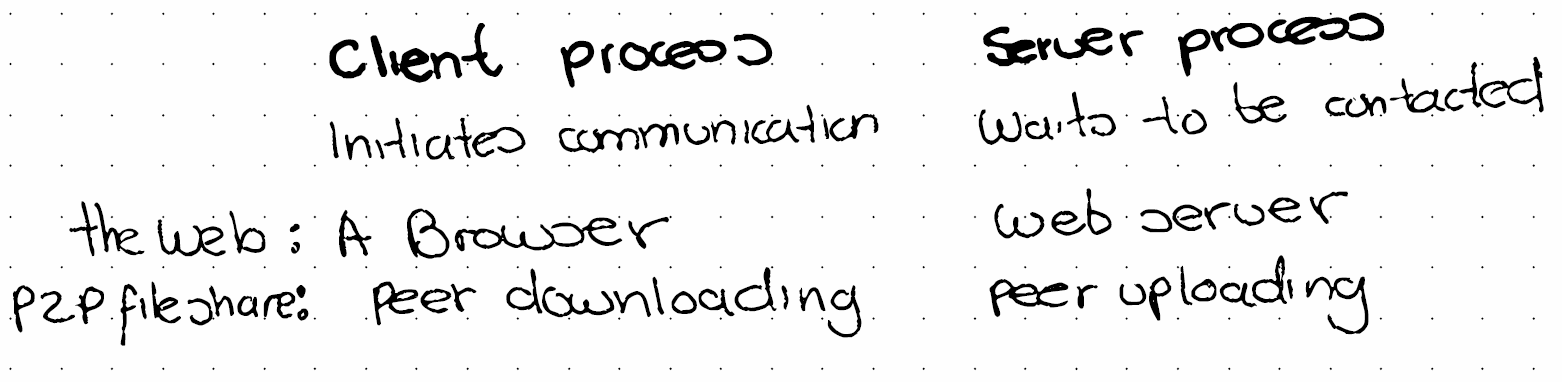 Client process Server process
Initiates communication Waits to be contacted
the web: A Browser web server
P2P fileshare: peer downloading peer uploading